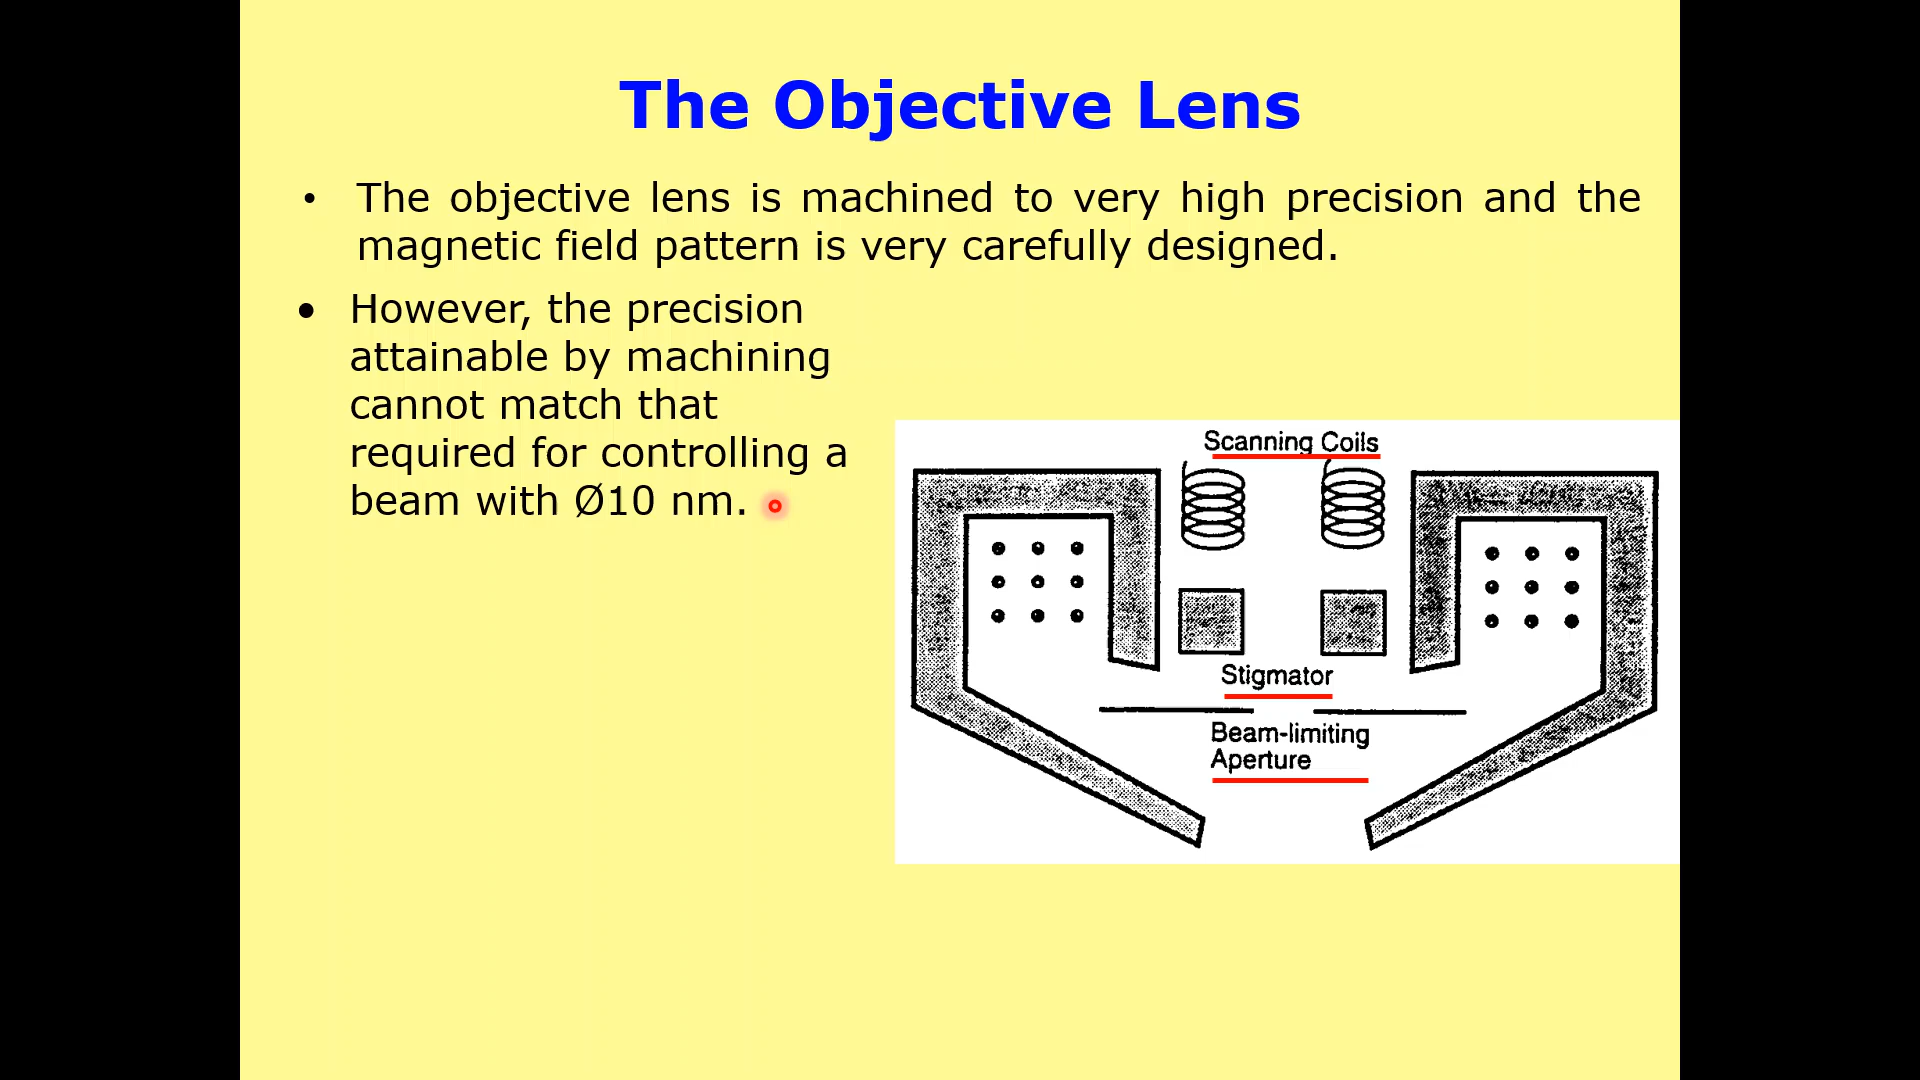 The Objective Lens
• The objective lens is machined to very high precision and the
magnetic field pattern is very carefully designed.
• However, the precision
attainable by machining
cannot match that
required for controlling a
beam with Ø10 nm.
Scanning Coils
Stigmator
Beam-limiting
Aperture